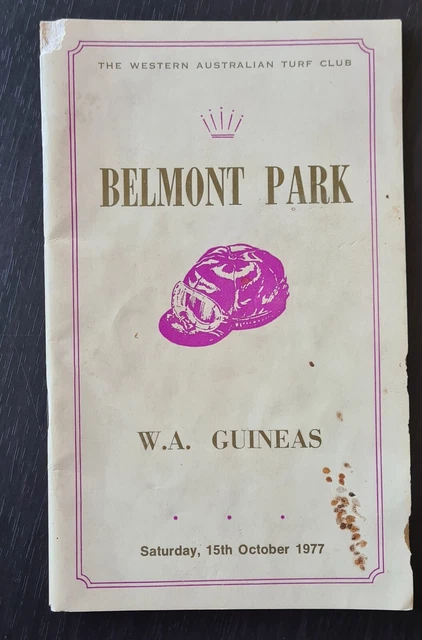 THE WESTERN AUSTRALIAN TURF CLUB
BELMONT PARK
W.A. GUINEAS
Saturday, 15th October 1977